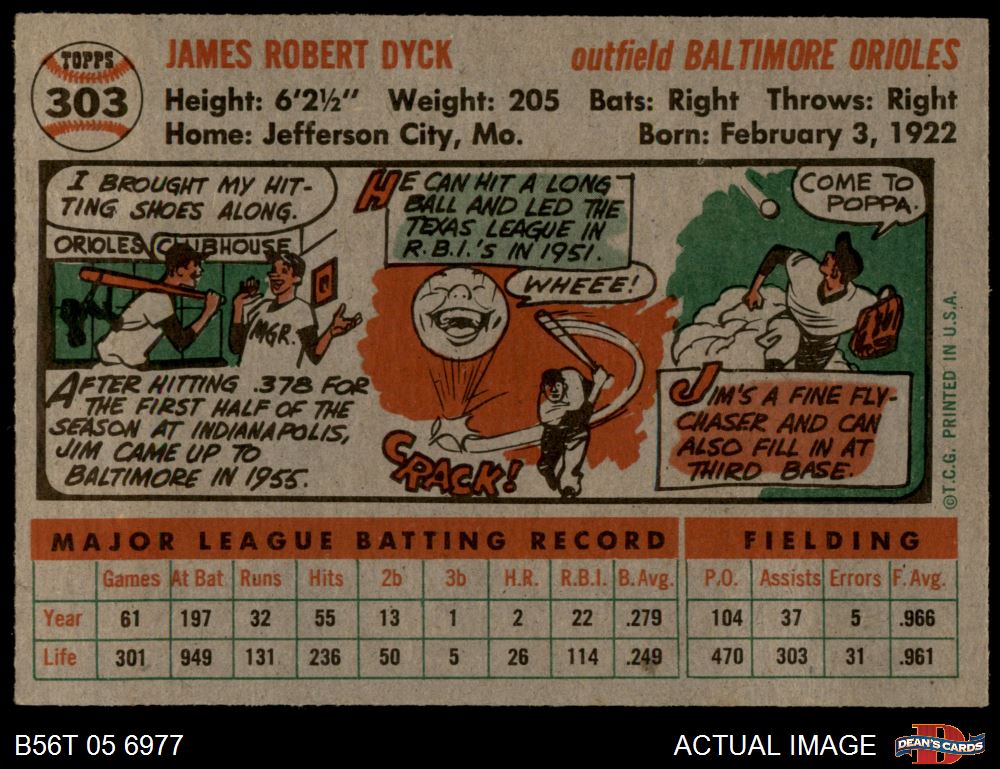 TOPPS
303
JAMES ROBERT DYCK
outfield BALTIMORE ORIOLES
Height: 6'2½" Weight: 205 Bats: Right Throws: Right
Home: Jefferson City, Mo. Born: February 3, 1922
I BROUGHT MY HIT-
TING SHOES ALONG.
ORIOLES CLUBHOUSE
MGR.
AFTER HITTING .378 FOR
THE FIRST HALF OF THE
SEASON AT INDIANAPOLIS,
JIM CAME UP TO
BALTIMORE IN 1955.
HE CAN HIT A LONG
BALL AND LED THE
TEXAS LEAGUE IN
R.B.I.'S IN 1951.
WHEEE!
CRACK!
COME TO
POPPA.
JIM'S A FINE FLY-
CHASER AND CAN
ALSO FILL IN AT
THIRD BASE.
©T.C.G. PRINTED IN U.S.A.
MAJOR LEAGUE BATTING RECORD FIELDING
Games At Bat Runs Hits 2b 3b H.R. R.B.I. B.Avg. P.O. Assists Errors F. Avg.
Year 61 197 32 55 13 1 2 22 .279 104 37 5 .966
Life 301 949 131 236 50 5 26 114 .249 470 303 31 .961
B56T 05 6977
ACTUAL IMAGE
DEAN'S CARDS